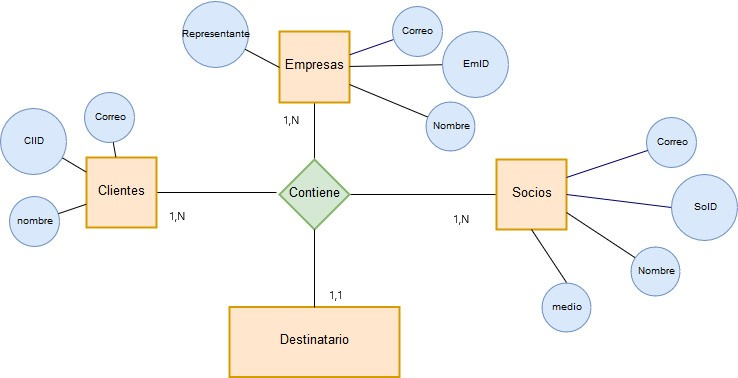 Representante
Correo
Empresas
EmID
Nombre
1,N
Correo
CIID
Clientes
nombre
1,N
Contiene
Correo
Socios
SoID
1,N
Nombre
medio
1,1
Destinatario